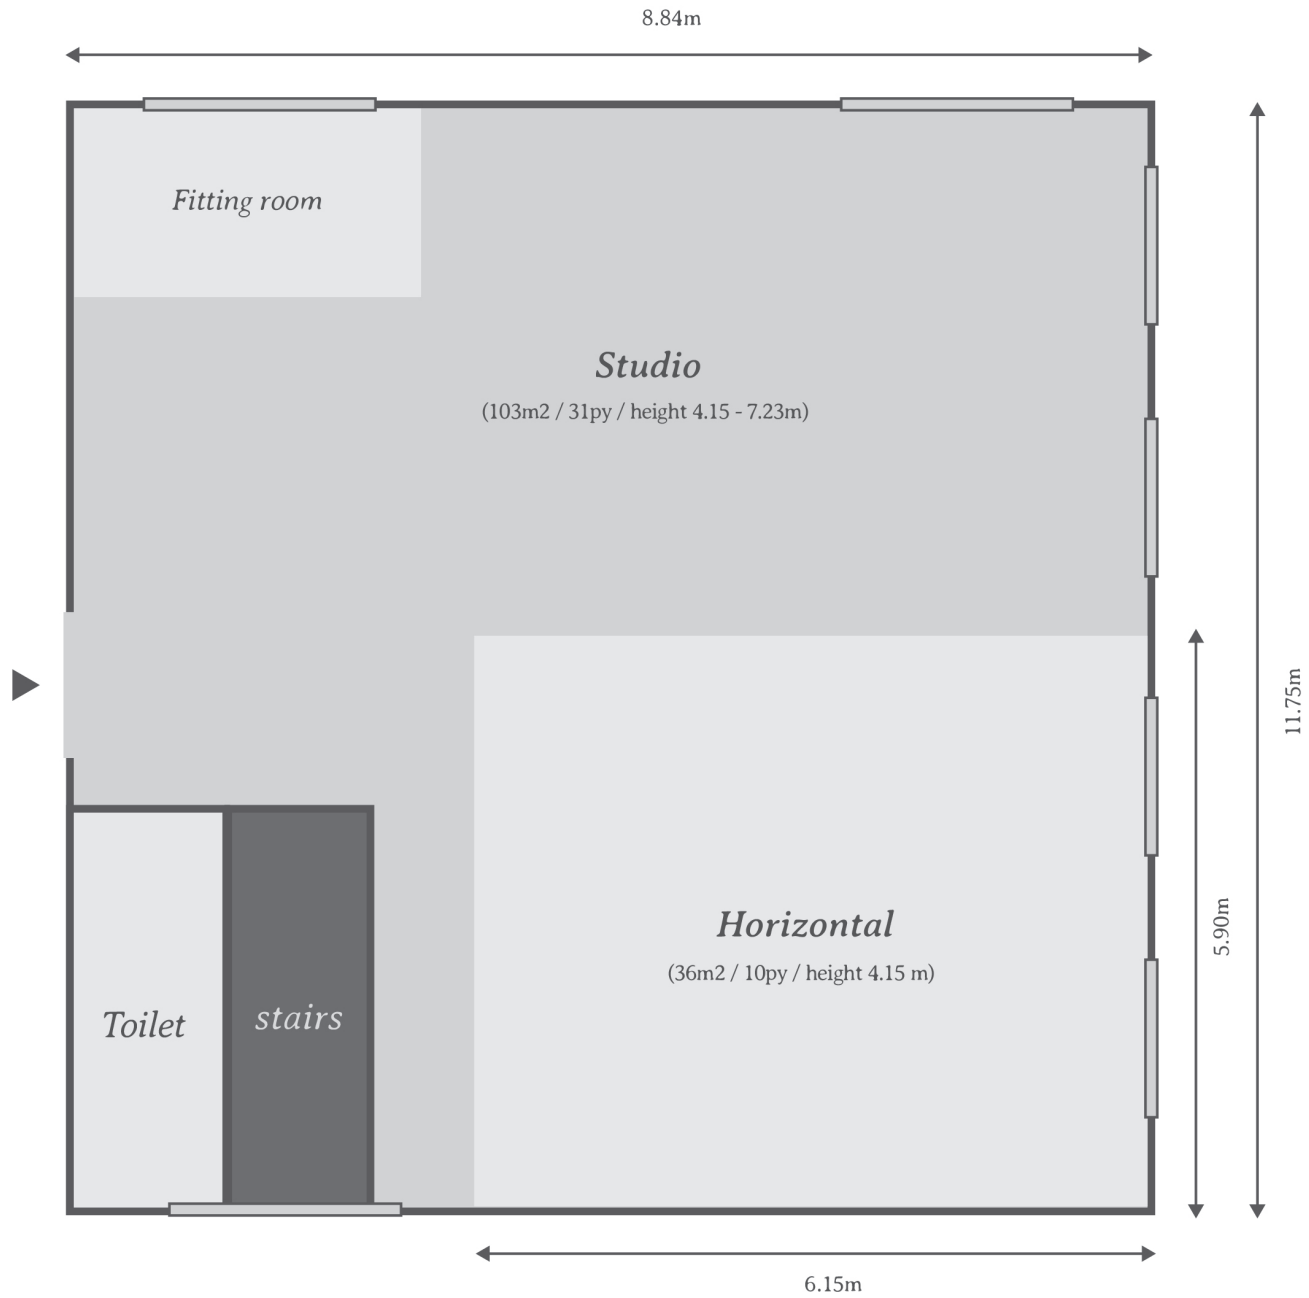 8.84m
Fitting room
Studio
(103m2 / 31py / height 4.15 - 7.23m)
11.75m
5.90m
Horizontal
(36m2 / 10py / height 4.15 m)
Toilet
stairs
6.15m